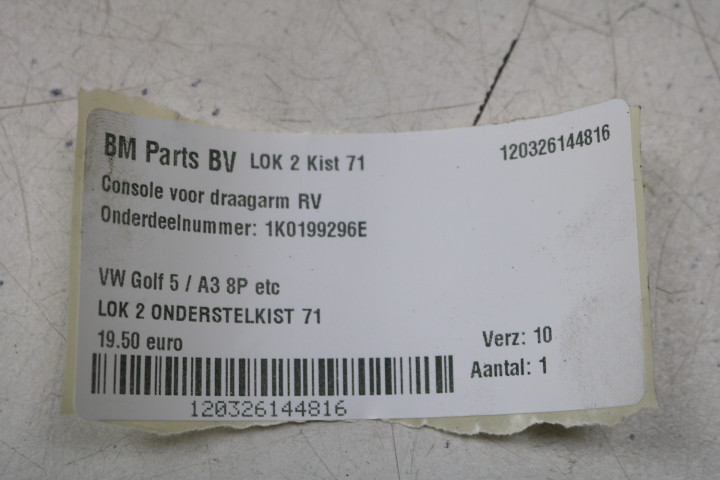 BM Parts BV LOK 2 Kist 71 120326144816
Console voor draagarm RV
Onderdeelnummer: 1K0199296E
VW Golf 5 / A3 8P etc
LOK 2 ONDERSTELKIST 71
19.50 euro Verz: 10
Aantal: 1
120326144816